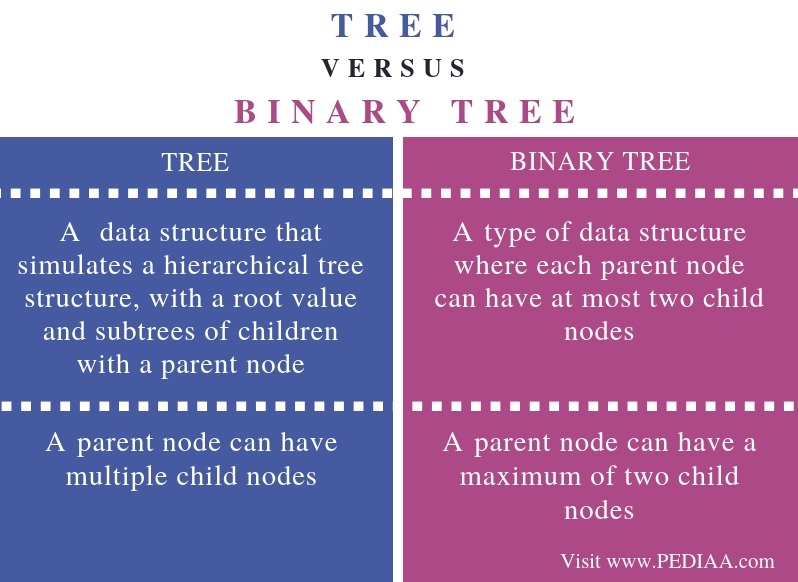 TREE
VERSUS
BINARY TREE
TREE
A data structure that
simulates a hierarchical tree
structure, with a root value
and subtrees of children
with a parent node
A parent node can have
multiple child nodes
BINARY TREE
A type of data structure
where each parent node
can have at most two child
nodes
A parent node can have a
maximum of two child
nodes
Visit www.PEDIAA.com